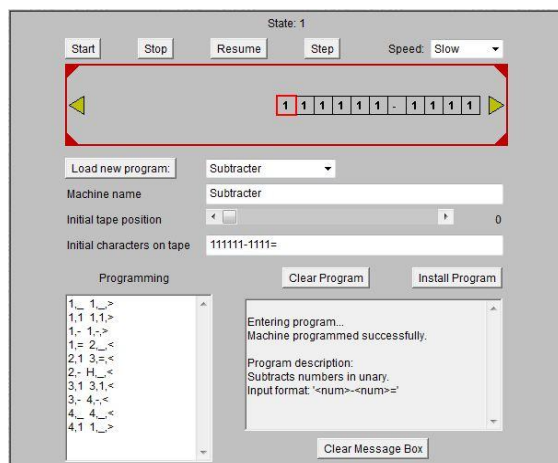 State: 1
Start Stop Resume Step Speed: Slow
1 1 1 1 1 1 - 1 1 1 1
Load new program: Subtracter
Machine name Subtracter
Initial tape position 0
Initial characters on tape 111111-1111=
Programming Clear Program Install Program
1,_ 1,_,>
1,1 1,1,>
1,- 1,-,>
1,= 2,_,<
2,1 3,=,<
2,- H,_,<
3,1 3,1,<
3,- 4,-,<
4,_ 4,_,<
4,1 1,_,>
Entering program...
Machine programmed successfully.
Program description:
Subtracts numbers in unary.
Input format: '<num>-<num>='
Clear Message Box